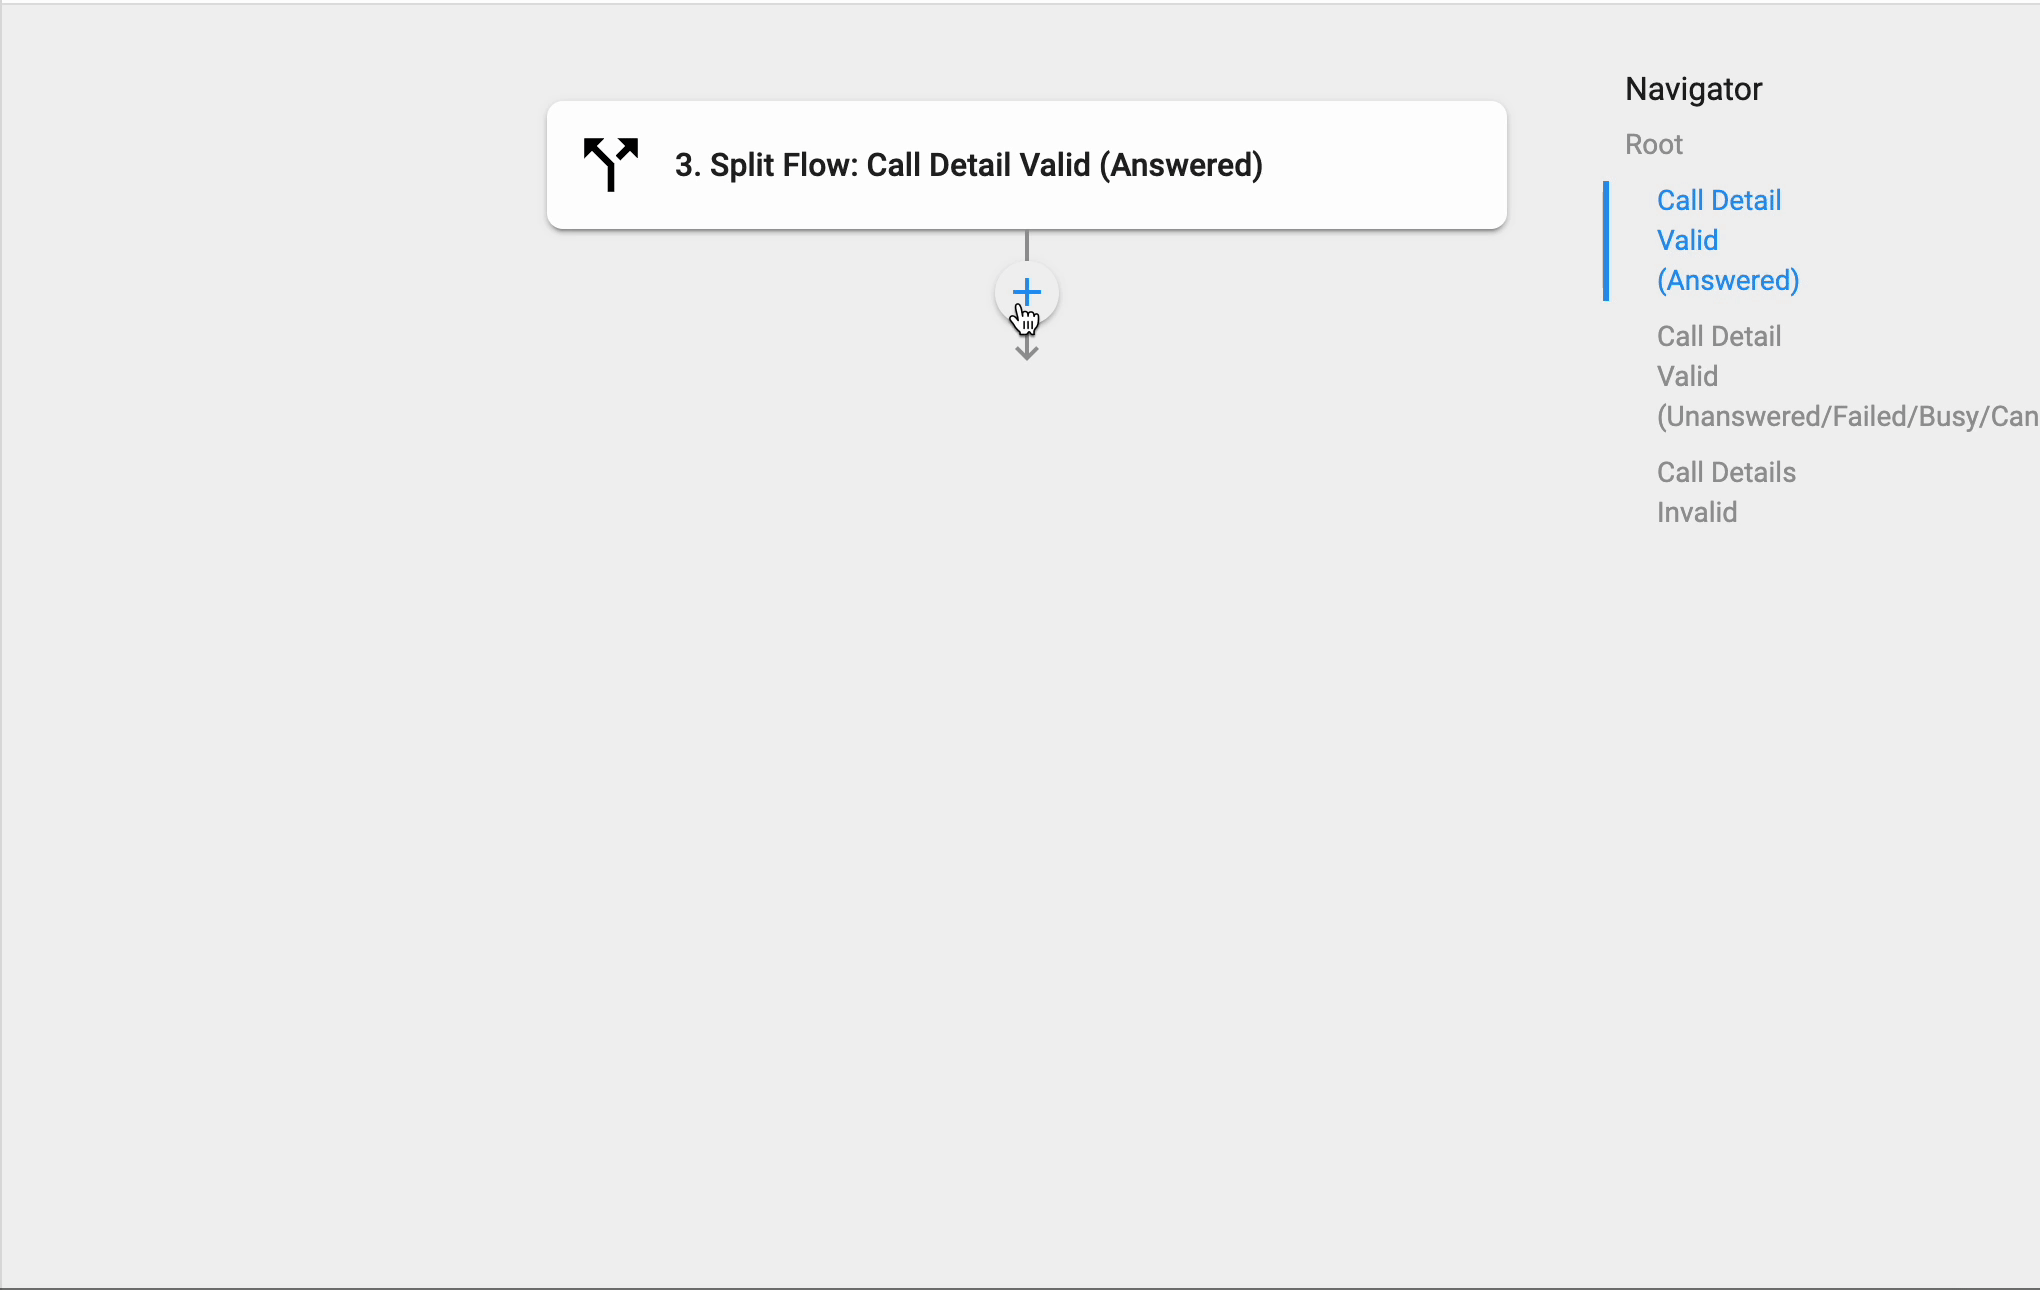 3. Split Flow: Call Detail Valid (Answered)
Navigator
Root
Call Detail
Valid
(Answered)
Call Detail
Valid
(Unanswered/Failed/Busy/Can
Call Details
Invalid